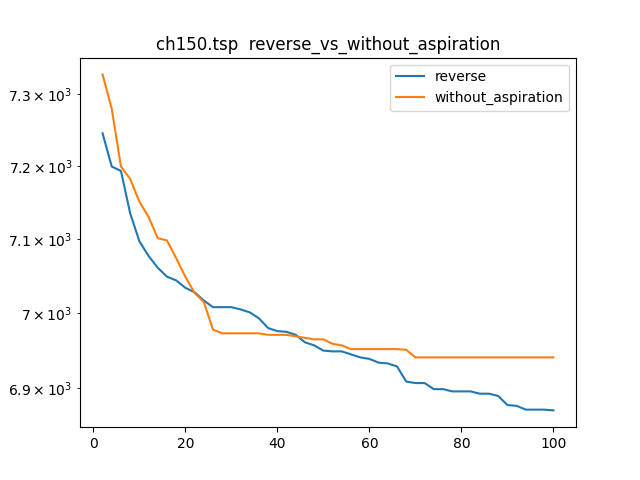 ch150.tsp  reverse_vs_without_aspiration
reverse
without_aspiration
7.3 × 10³
7.2 × 10³
7.1 × 10³
7 × 10³
6.9 × 10³
0 20 40 60 80 100